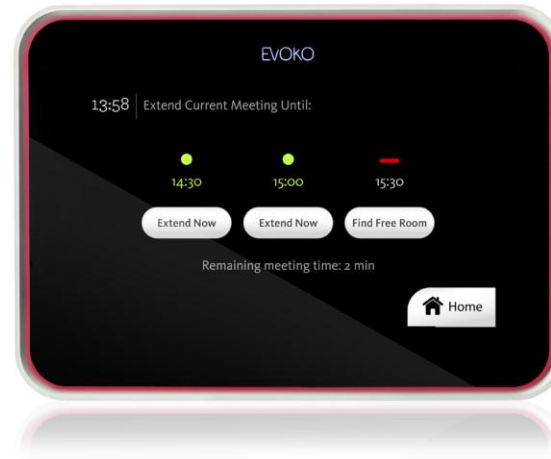 EVOKO
13:58 Extend Current Meeting Until:
14:30 15:00 15:30
Extend Now Extend Now Find Free Room
Remaining meeting time: 2 min
Home